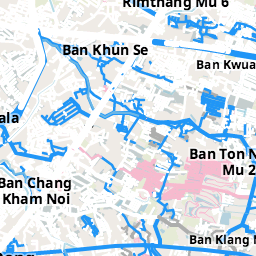 Rimthang Mu 6
Ban Khun Se
Ban Kwua
ala
Ban Ton N
Mu 2
Ban Chang
Kham Noi
Ban Klang M